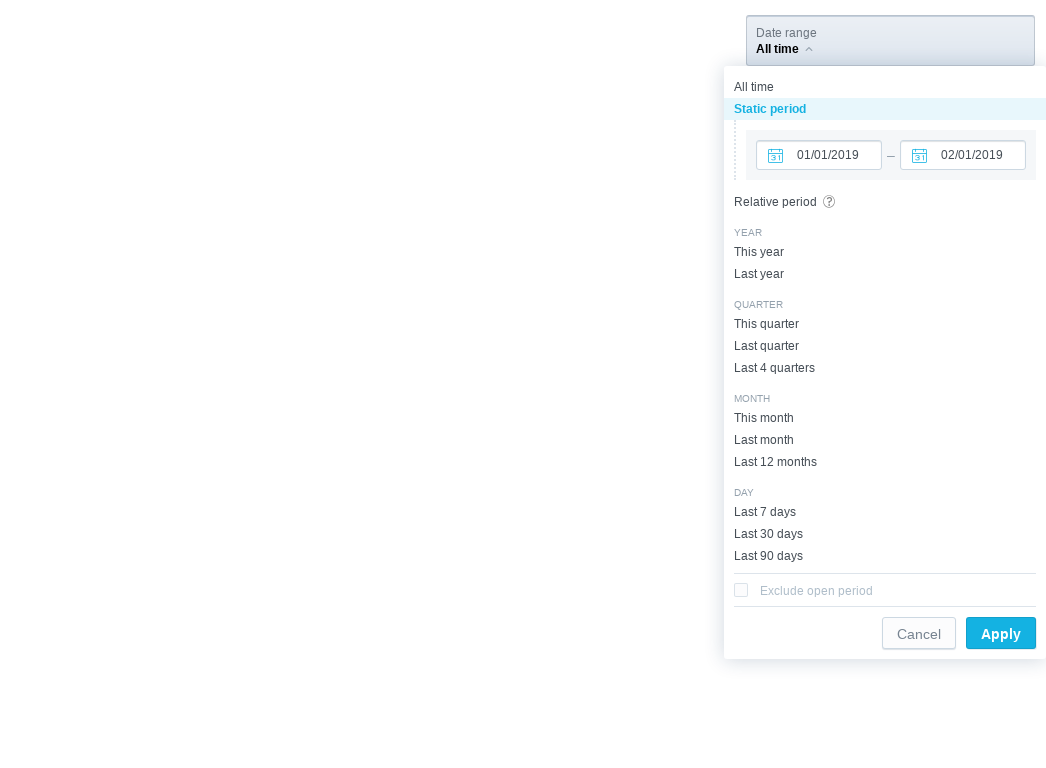 Date range
All time
All time
Static period
31 01/01/2019 – 31 02/01/2019
Relative period ?
YEAR
This year
Last year
QUARTER
This quarter
Last quarter
Last 4 quarters
MONTH
This month
Last month
Last 12 months
DAY
Last 7 days
Last 30 days
Last 90 days
Exclude open period
Cancel Apply